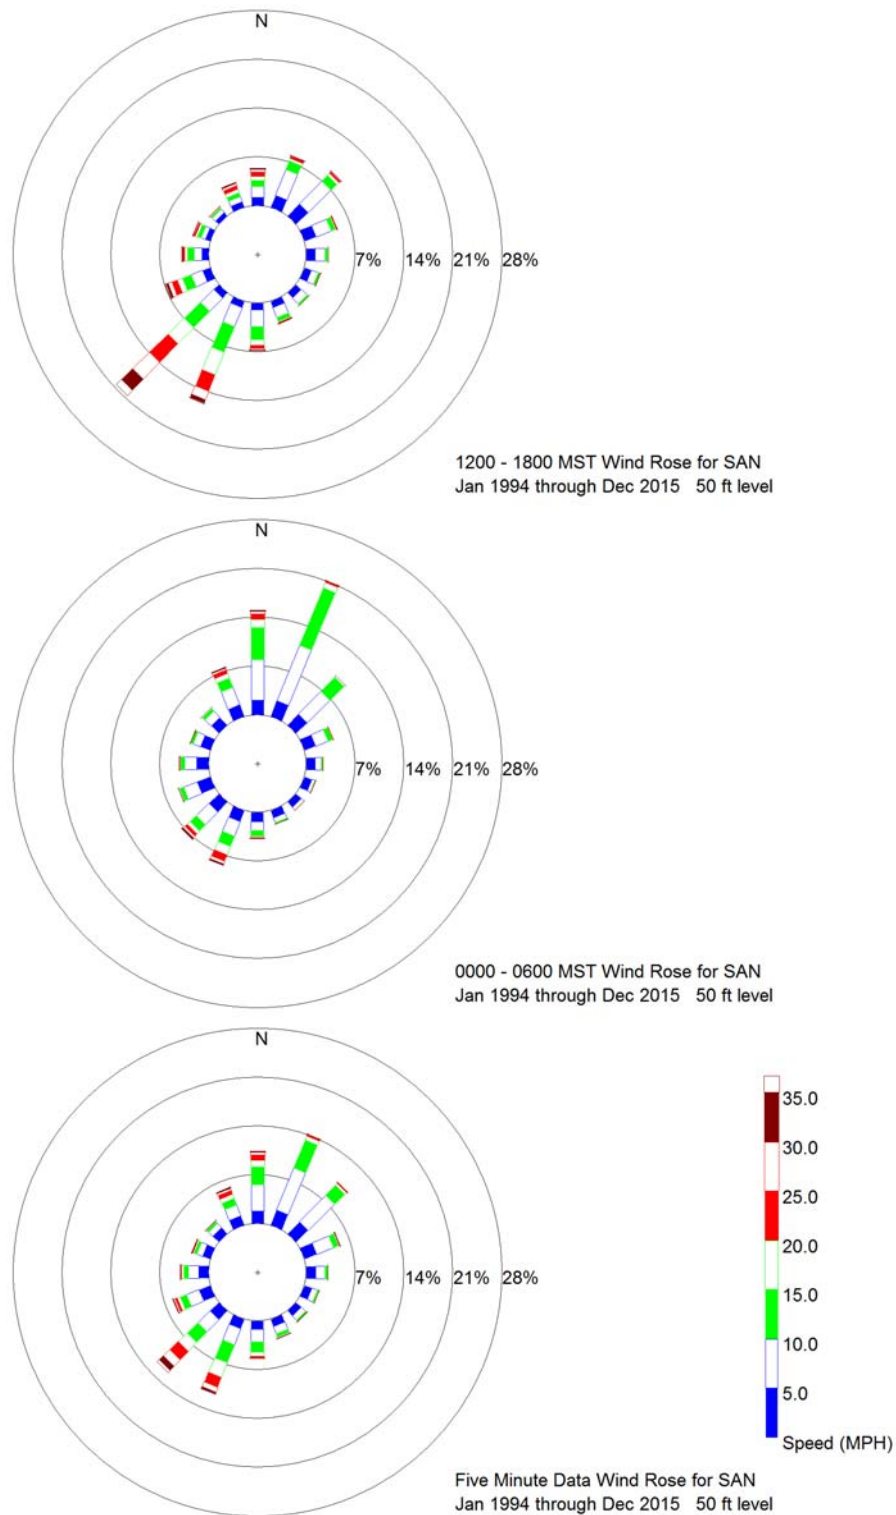 N
7% 14% 21% 28%
1200 - 1800 MST Wind Rose for SAN
Jan 1994 through Dec 2015 50 ft level
N
7% 14% 21% 28%
0000 - 0600 MST Wind Rose for SAN
Jan 1994 through Dec 2015 50 ft level
N
7% 14% 21% 28%
35.0
30.0
25.0
20.0
15.0
10.0
5.0
Speed (MPH)
Five Minute Data Wind Rose for SAN
Jan 1994 through Dec 2015 50 ft level